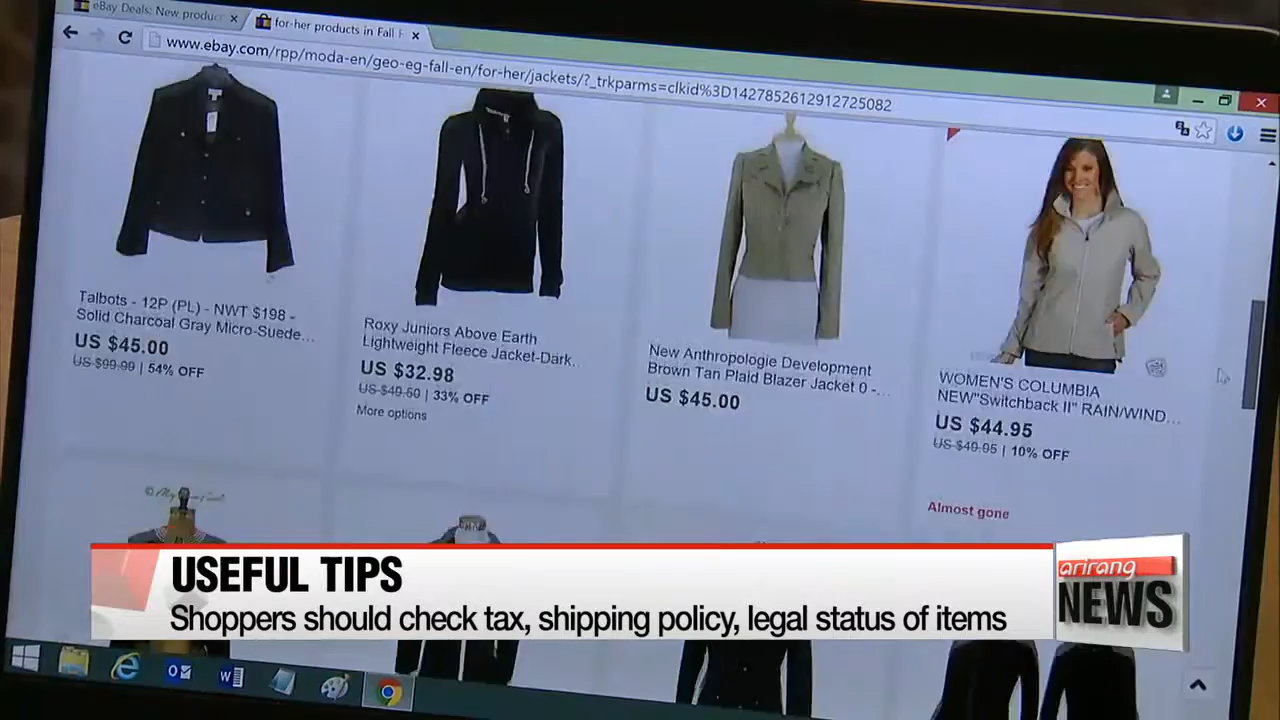 eBay Deals: New produc
for-her products in Fall F
www.ebay.com/rpp/moda-en/geo-eg-fall-en/for-her/jackets/?_trkparms=clkid%3D1427852612912725082
Talbots - 12P (PL) - NWT $198 -
Solid Charcoal Gray Micro-Suede...
US $45.00
US $99.99 | 54% OFF
Roxy Juniors Above Earth
Lightweight Fleece Jacket-Dark..
US $32.98
US $49.50 | 33% OFF
More options
New Anthropologie Development
Brown Tan Plaid Blazer Jacket 0 -...
US $45.00
WOMEN'S COLUMBIA
NEW"Switchback II" RAIN/WIND...
US $44.95
US $49.95 | 10% OFF
Almost gone
USEFUL TIPS
Shoppers should check tax, shipping policy, legal status of items
arirang
NEWS